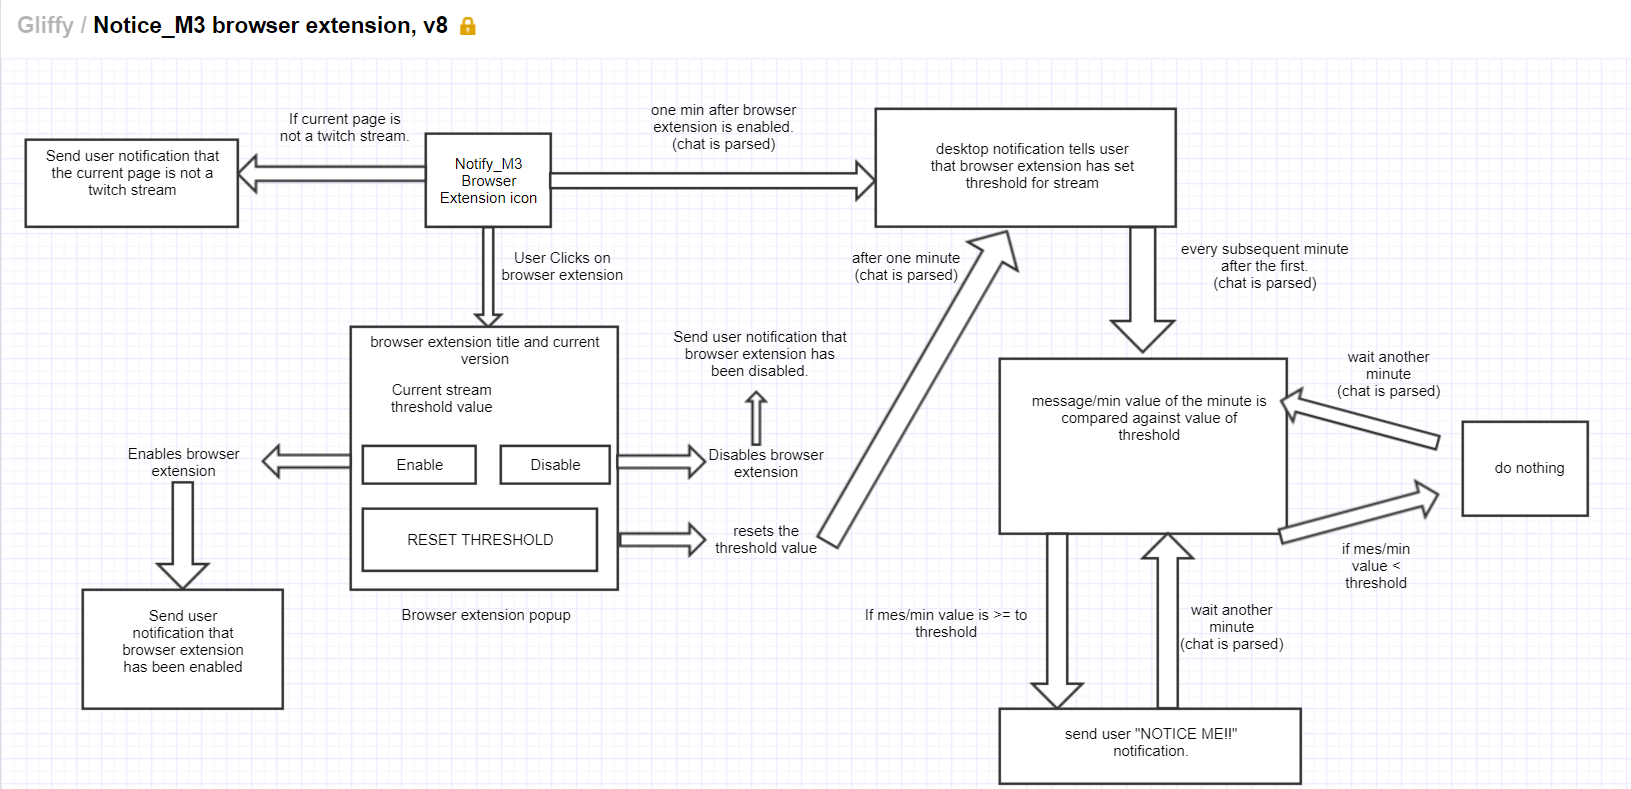 Gliffy / Notice_M3 browser extension, v8
If current page is
not a twitch stream.
one min after browser
extension is enabled.
(chat is parsed)
Send user notification that
the current page is not a
twitch stream
Notify_M3
Browser
Extension icon
desktop notification tells user
that browser extension has set
threshold for stream
User Clicks on
browser extension
after one minute
(chat is parsed)
every subsequent minute
after the first.
(chat is parsed)
browser extension title and current
version
Current stream
threshold value
Enable
Disable
RESET THRESHOLD
Browser extension popup
Send user notification that
browser extension has
been disabled.
Disables browser
extension
resets the
threshold value
Enables browser
extension
Send user
notification that
browser extension
has been enabled
message/min value of the minute is
compared against value of
threshold
wait another
minute
(chat is parsed)
do nothing
if mes/min
value <
threshold
If mes/min value is >= to
threshold
wait another
minute
(chat is parsed)
send user "NOTICE ME!!"
notification.